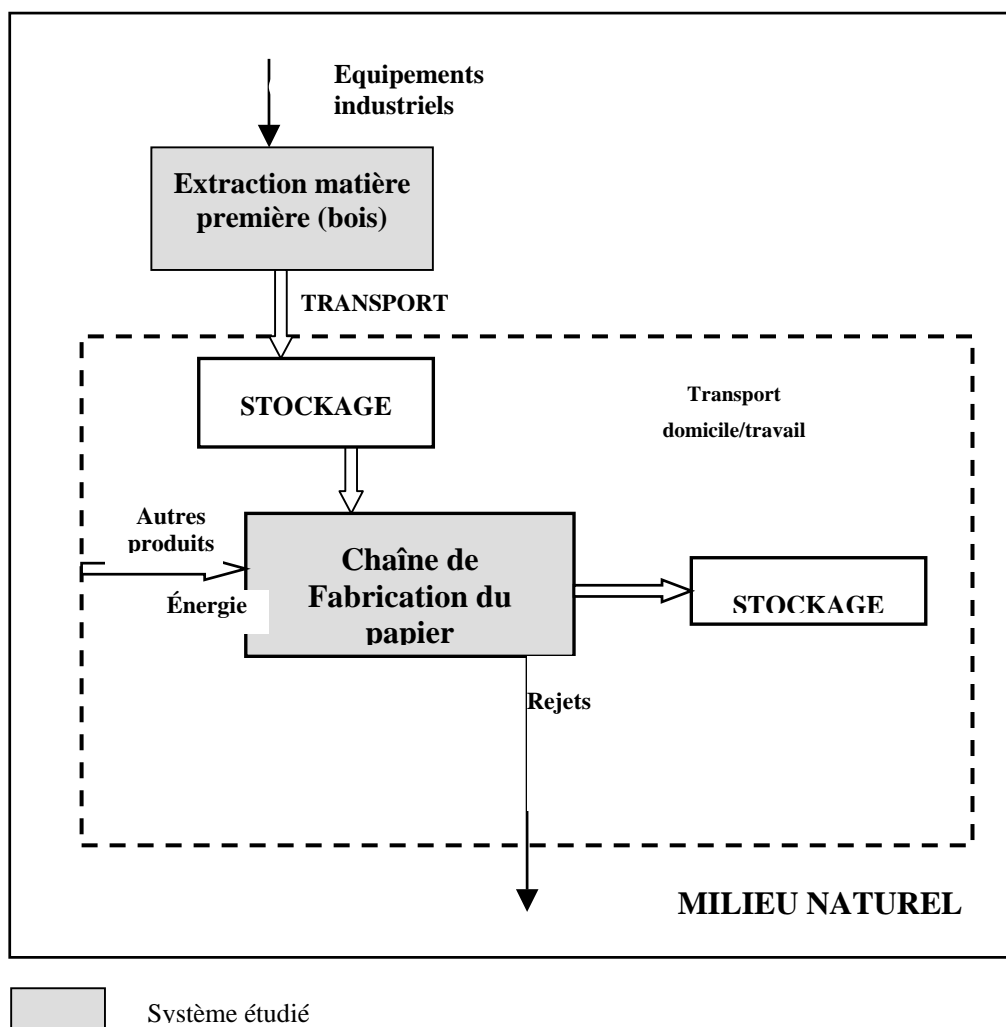 Equipements
industriels
Extraction matière
première (bois)
TRANSPORT
STOCKAGE
Transport
domicile/travail
Autres
produits
Énergie
Chaîne de
Fabrication du
papier
STOCKAGE
Rejets
MILIEU NATUREL
Système étudié